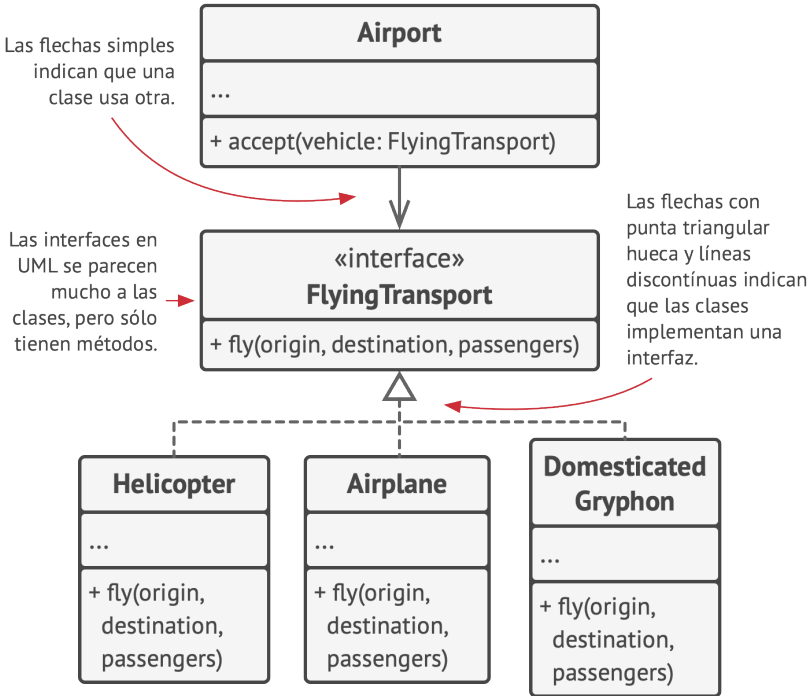 Las flechas simples
indican que una
clase usa otra.
Airport
...
+ accept(vehicle: FlyingTransport)
Las interfaces en
UML se parecen
mucho a las
clases, pero sólo
tienen métodos.
«interface»
FlyingTransport
+ fly(origin, destination, passengers)
Las flechas con
punta triangular
hueca y líneas
discontínuas indican
que las clases
implementan una
interfaz.
Helicopter
...
+ fly(origin,
destination,
passengers)
Airplane
...
+ fly(origin,
destination,
passengers)
Domesticated
Gryphon
...
+ fly(origin,
destination,
passengers)